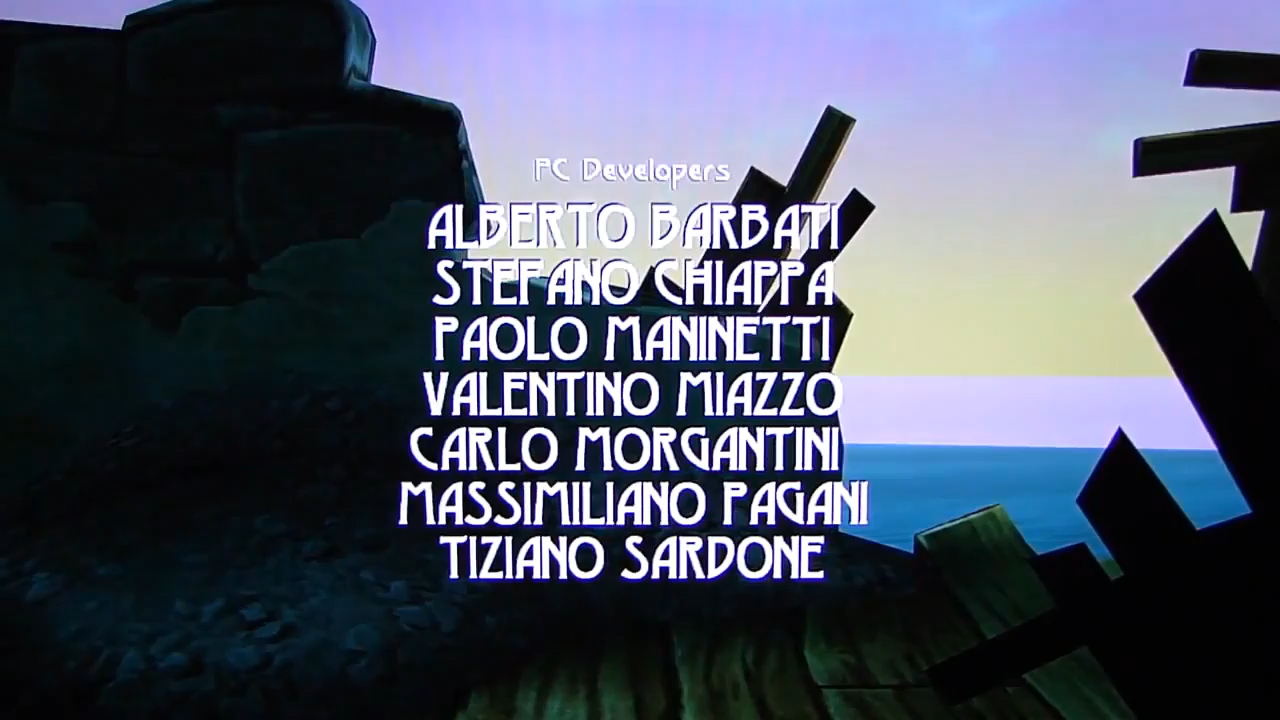 PC Developers
ALBERTO BARBATI
STEFANO CHIAPPA
PAOLO MANINETTI
VALENTINO MIAZZO
CARLO MORGANTINI
MASSIMILIANO PAGANI
TIZIANO SARDONE